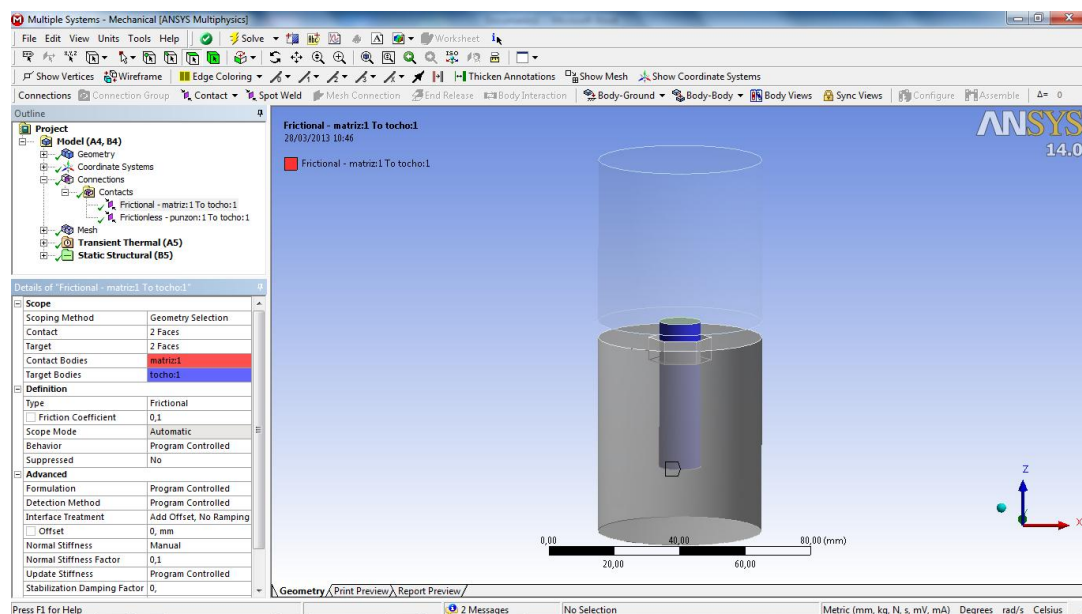 Multiple Systems - Mechanical [ANSYS Multiphysics]
File Edit View Units Tools Help Solve Worksheet
Show Vertices Wireframe Edge Coloring Thicken Annotations Show Mesh Show Coordinate Systems
Connections Connection Group Contact Spot Weld Mesh Connection End Release Body Interaction Body-Ground Body-Body Body Views Sync Views Configure Assemble Δ= 0
Outline
Project
Model (A4, B4)
Geometry
Coordinate Systems
Connections
Contacts
Frictional - matriz:1 To tocho:1
Frictionless - punzon:1 To tocho:1
Mesh
Transient Thermal (A5)
Static Structural (B5)
Details of "Frictional - matriz:1 To tocho:1"
Scope
Scoping Method Geometry Selection
Contact 2 Faces
Target 2 Faces
Contact Bodies matriz:1
Target Bodies tocho:1
Definition
Type Frictional
Friction Coefficient 0,1
Scope Mode Automatic
Behavior Program Controlled
Suppressed No
Advanced
Formulation Program Controlled
Detection Method Program Controlled
Interface Treatment Add Offset, No Ramping
Offset 0, mm
Normal Stiffness Manual
Normal Stiffness Factor 0,1
Update Stiffness Program Controlled
Stabilization Damping Factor 0,
Frictional - matriz:1 To tocho:1
28/03/2013 10:46
Frictional - matriz:1 To tocho:1
ANSYS
14.0
Z
X
0,00 40,00 80,00 (mm)
20,00 60,00
Geometry Print Preview Report Preview
Press F1 for Help 2 Messages No Selection Metric (mm, kg, N, s, mV, mA) Degrees rad/s Celsius